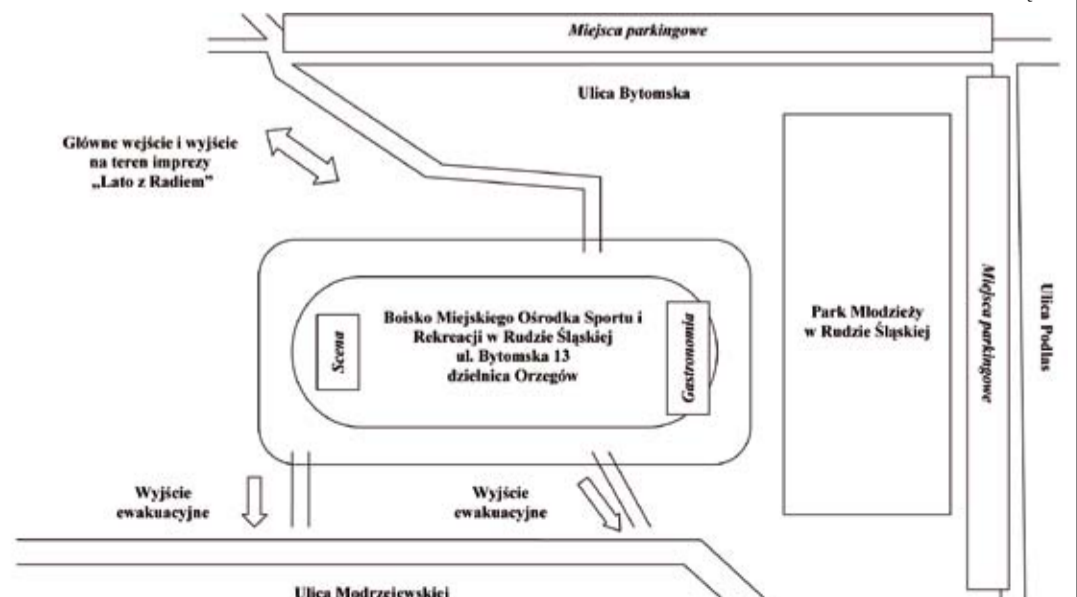 Miejsca parkingowe
Ulica Bytomska
Główne wejście i wyjście
na teren imprezy
„Lato z Radiem”
Boisko Miejskiego Ośrodka Sportu i
Rekreacji w Rudzie Śląskiej
ul. Bytomska 13
dzielnica Orzegów
Scena
Gastronomia
Park Młodzieży
w Rudzie Śląskiej
Miejsca parkingowe
Ulica Podlas
Wyjście
ewakuacyjne
Wyjście
ewakuacyjne
Ulica Modrzejewskiej